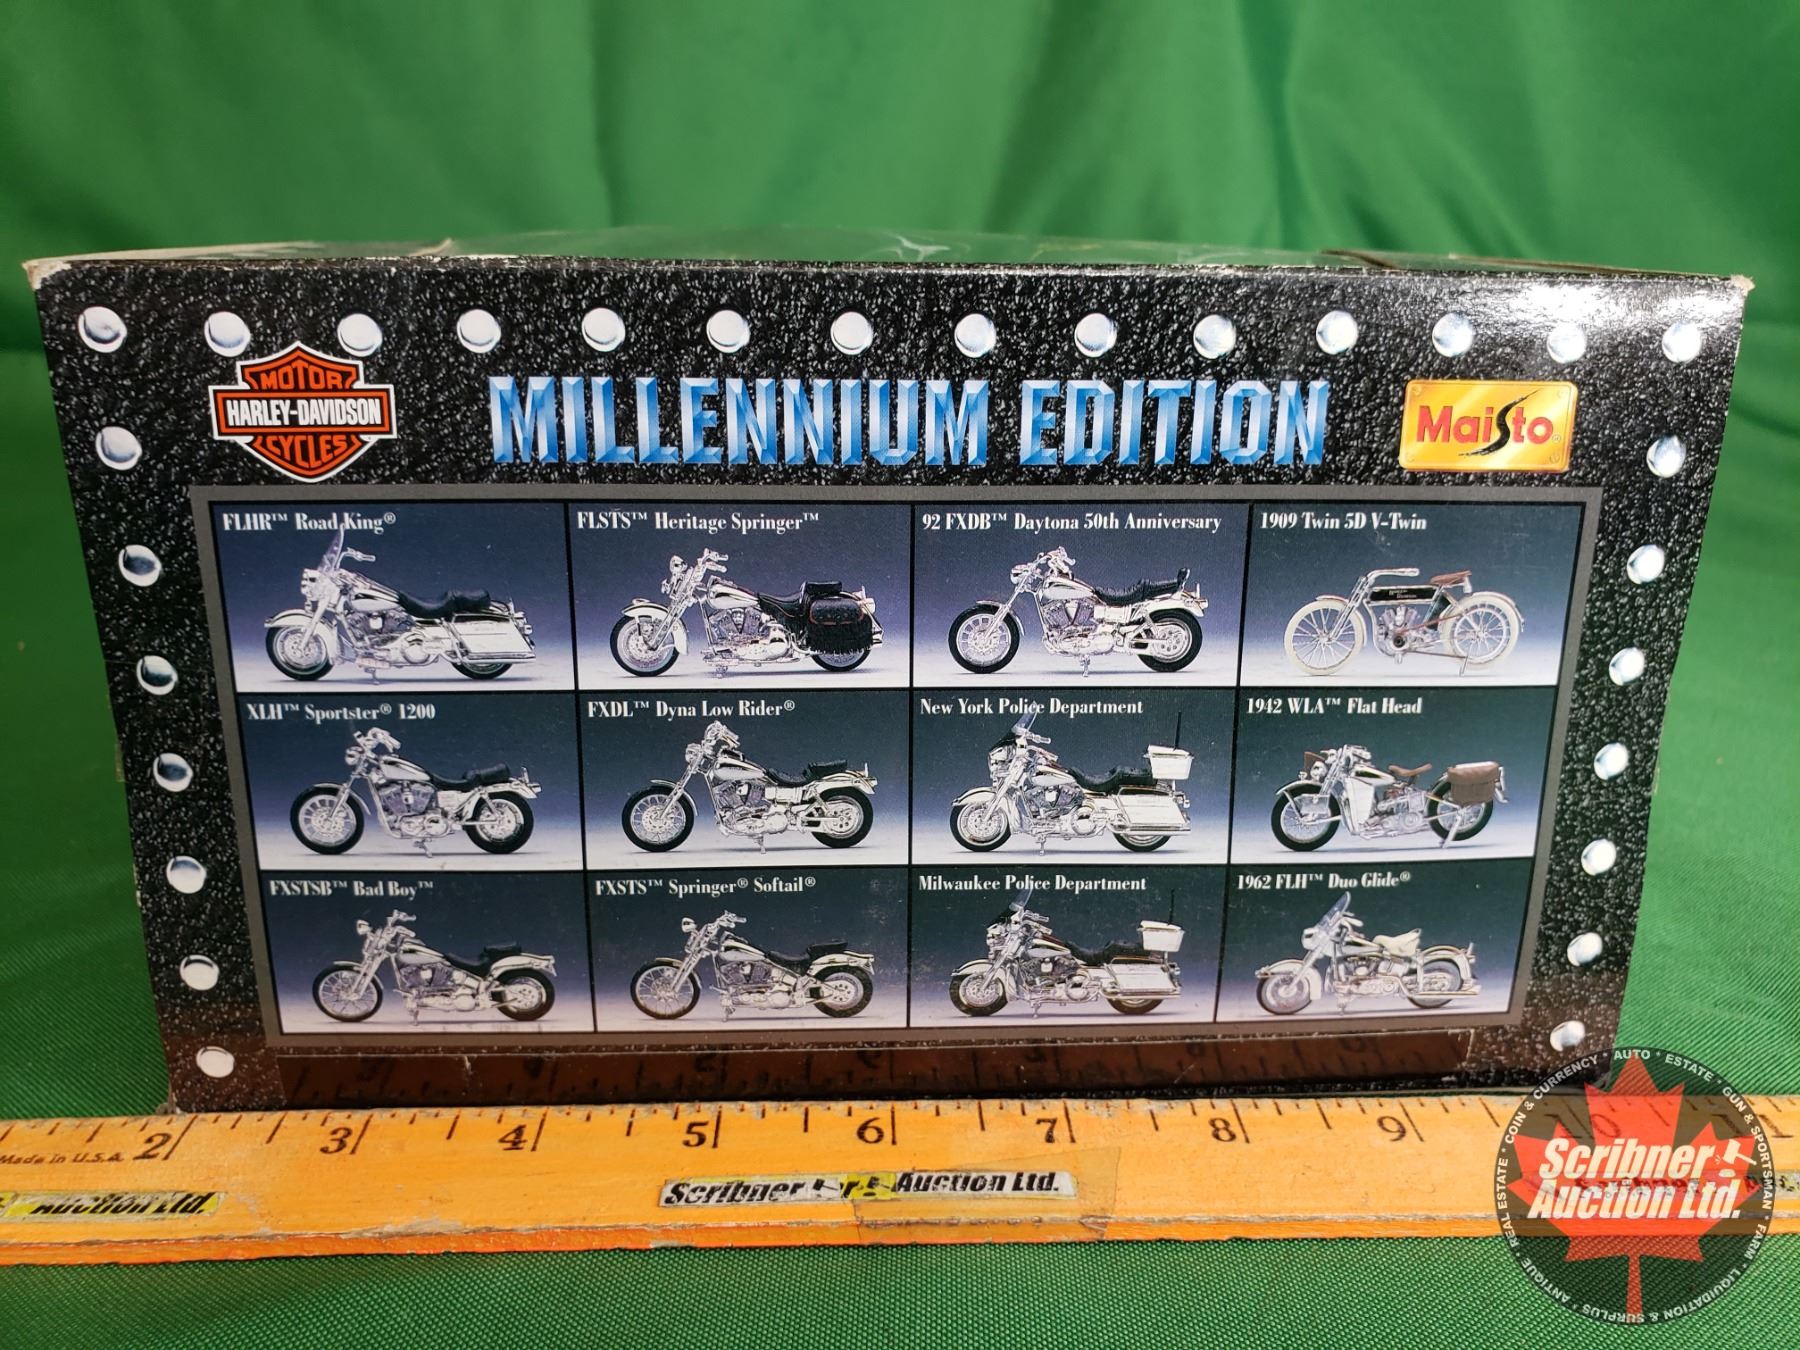 MOTOR
HARLEY-DAVIDSON
CYCLES
MILLENNIUM EDITION
Maisto®
FLHR™ Road King®
FLSTS™ Heritage Springer™
92 FXDB™ Daytona 50th Anniversary
1909 Twin 5D V-Twin
XLH™ Sportster® 1200
FXDL™ Dyna Low Rider®
New York Police Department
1942 WLA™ Flat Head
FXSTSB™ Bad Boy™
FXSTS™ Springer® Softail®
Milwaukee Police Department
1962 FLH™ Duo Glide®
2 3 4 5 6 7 8 9 10
Made in U.S.A.
Auction Ltd.
Scribner Auction Ltd.
Scribner
Auction Ltd.
ANTIQUE * REAL ESTATE * COIN & CURRENCY * AUTO * ESTATE * GUN & SPORTSMAN * FARM * LIQUIDATION & SURPLUS *